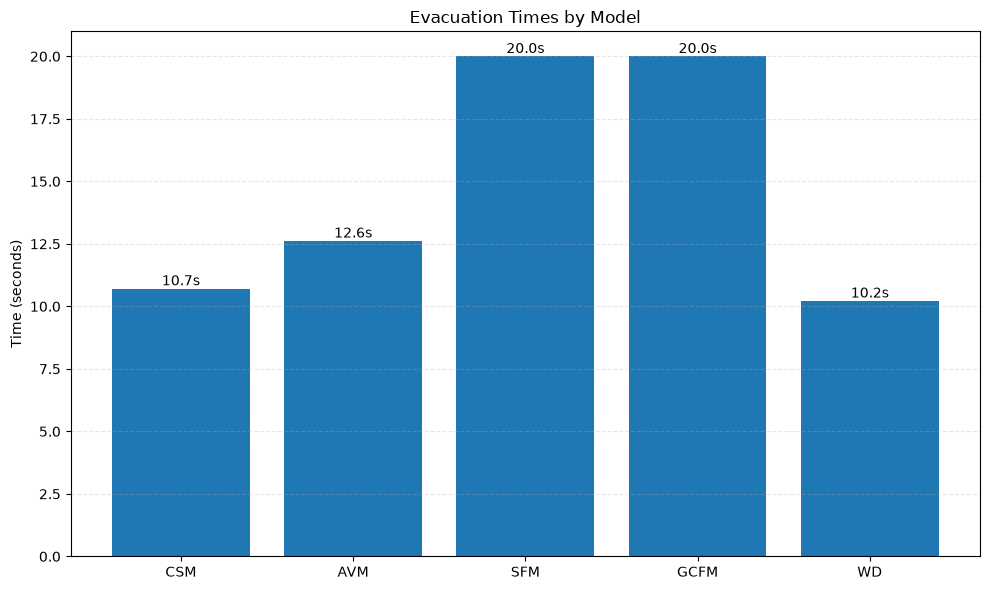 Evacuation Times by Model
Time (seconds)
20.0
17.5
15.0
12.5
10.0
7.5
5.0
2.5
0.0
10.7s
12.6s
20.0s
20.0s
10.2s
CSM
AVM
SFM
GCFM
WD